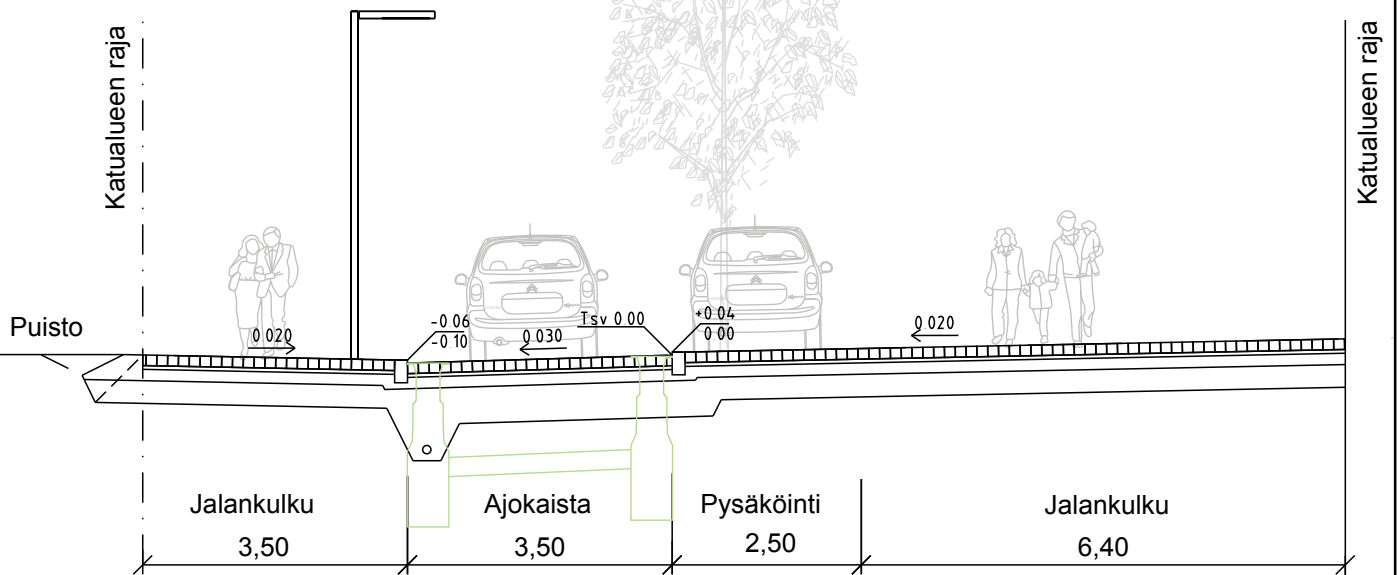 Katualueen raja
Katualueen raja
Puisto
0 020
-0 06
-0.10
0 030
Tsv 0 00
+0 04
0 00
0 020
Jalankulku
Ajokaista
Pysäköinti
Jalankulku
3,50
3,50
2,50
6,40